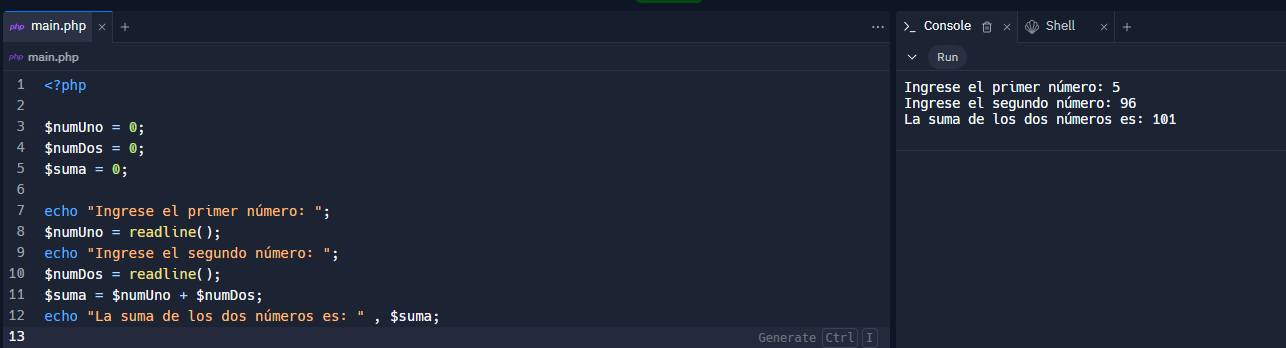 php main.php × +
...
php main.php
1 <?php
2
3 $numUno = 0;
4 $numDos = 0;
5 $suma = 0;
6
7 echo "Ingrese el primer número: ";
8 $numUno = readline();
9 echo "Ingrese el segundo número: ";
10 $numDos = readline();
11 $suma = $numUno + $numDos;
12 echo "La suma de los dos números es: " , $suma;
13
Generate Ctrl I
>_ Console × Shell × +
Run
Ingrese el primer número: 5
Ingrese el segundo número: 96
La suma de los dos números es: 101